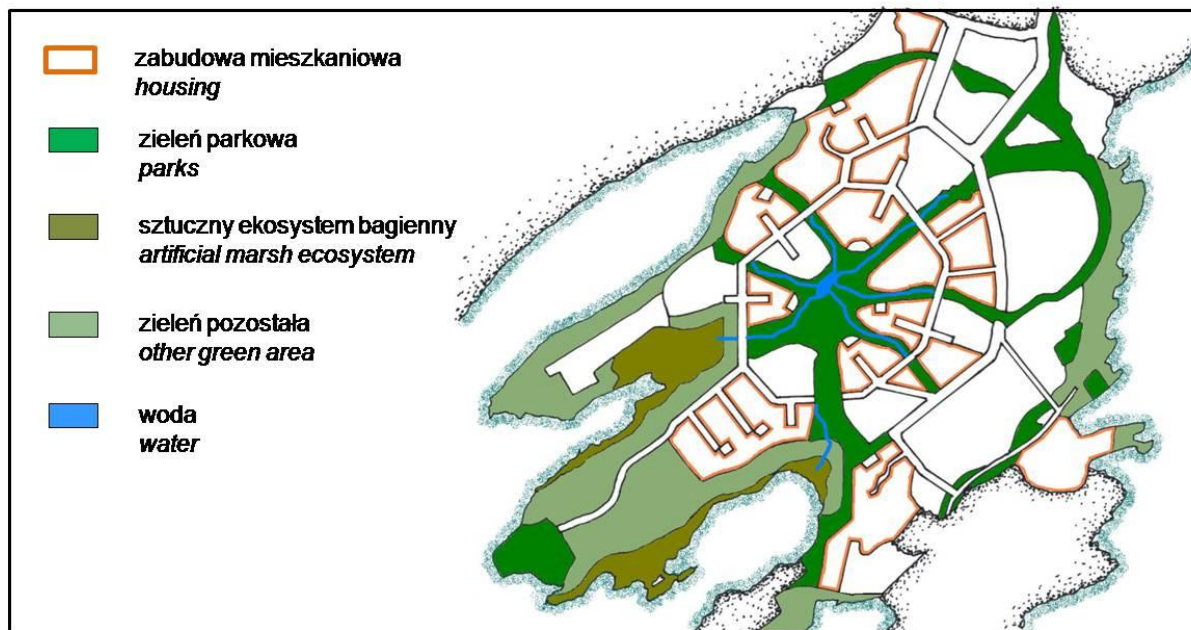 zabudowa mieszkaniowa
housing
zieleń parkowa
parks
sztuczny ekosystem bagienny
artificial marsh ecosystem
zieleń pozostała
other green area
woda
water